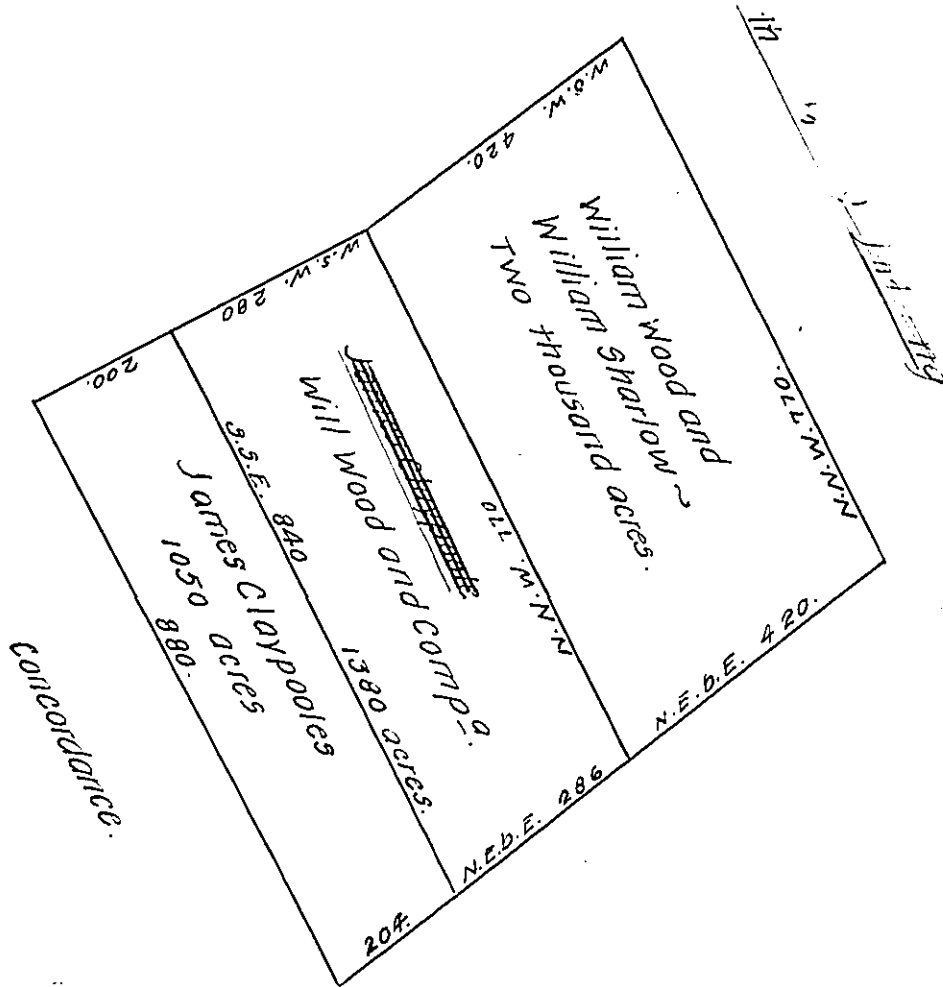 W.S.W.
420.
William Wood and
William Sharlow ~
Two thousand acres.
N.N.W. 770.
N.E.b.E. 420.
W.S.W.
280
Will Wood and Compa.
1380 acres.
N.N.W. 770
N.E.b.E. 286
200.
S.S.E. 840
James Claypooles
1050 acres
880.
204.
Concordance.